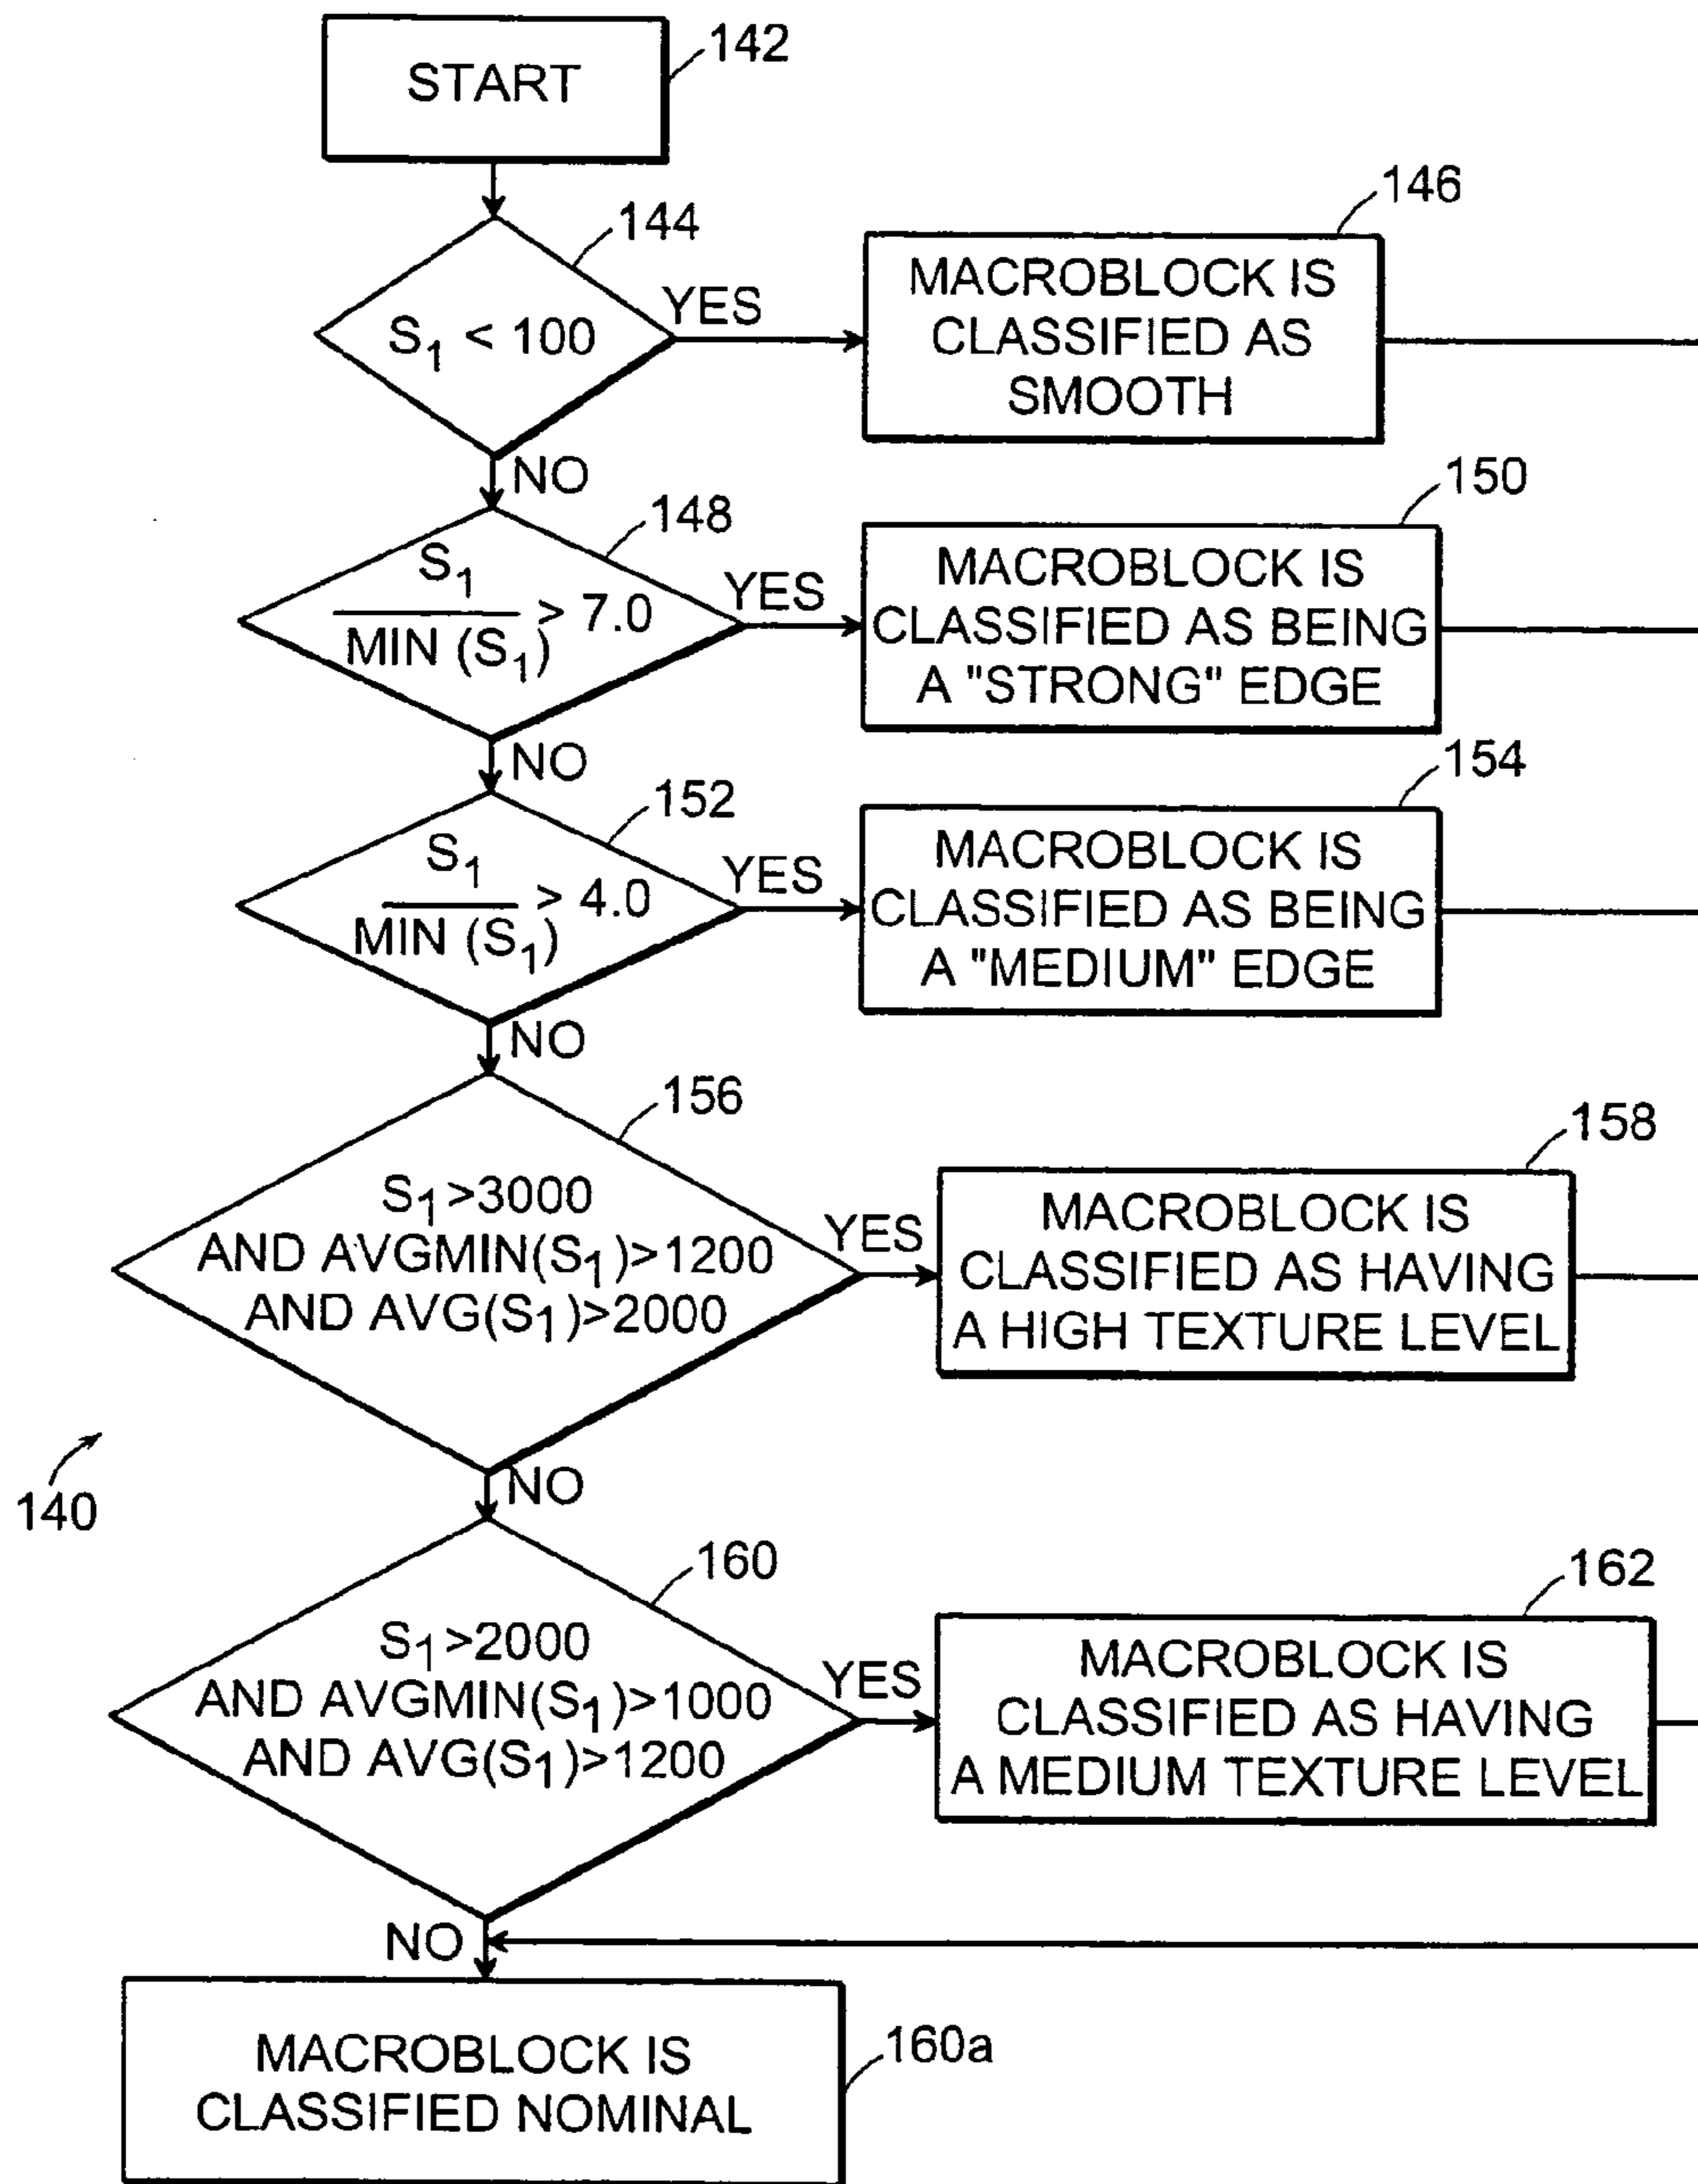 START
142
144
S1 < 100
YES
146
MACROBLOCK IS
CLASSIFIED AS
SMOOTH
NO
148
S1
MIN (S1)
> 7.0
YES
150
MACROBLOCK IS
CLASSIFIED AS BEING
A "STRONG" EDGE
NO
152
S1
MIN (S1)
> 4.0
YES
154
MACROBLOCK IS
CLASSIFIED AS BEING
A "MEDIUM" EDGE
NO
156
S1>3000
AND AVGMIN(S1)>1200
AND AVG(S1)>2000
YES
158
MACROBLOCK IS
CLASSIFIED AS HAVING
A HIGH TEXTURE LEVEL
140
NO
160
S1>2000
AND AVGMIN(S1)>1000
AND AVG(S1)>1200
YES
162
MACROBLOCK IS
CLASSIFIED AS HAVING
A MEDIUM TEXTURE LEVEL
NO
MACROBLOCK IS
CLASSIFIED NOMINAL
160a